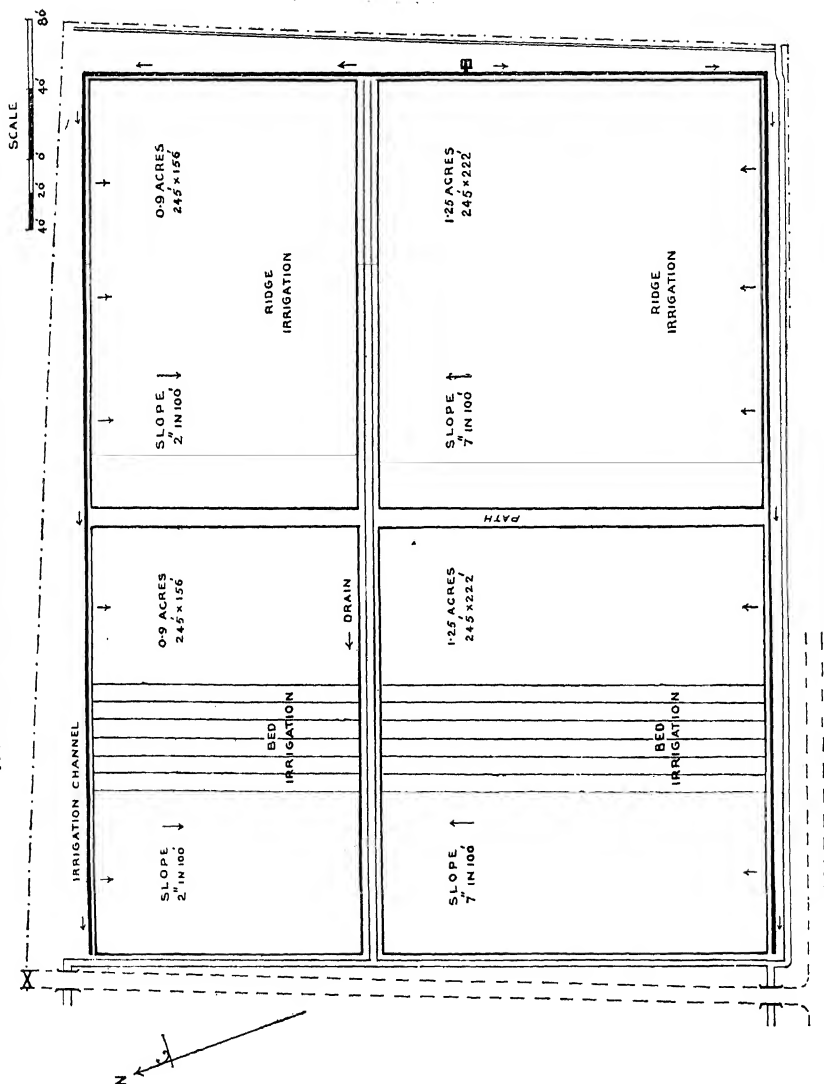 SCALE
40' 20' 0' 40' 80'
IRRIGATION CHANNEL
SLOPE
2" IN 100'
BED
IRRIGATION
0·9 ACRES
245' × 156'
SLOPE
2" IN 100'
RIDGE
IRRIGATION
0·9 ACRES
245' × 156'
DRAIN
SLOPE
7" IN 100'
BED
IRRIGATION
1·25 ACRES
245' × 222'
PATH
SLOPE
7" IN 100'
RIDGE
IRRIGATION
1·25 ACRES
245' × 222'
N